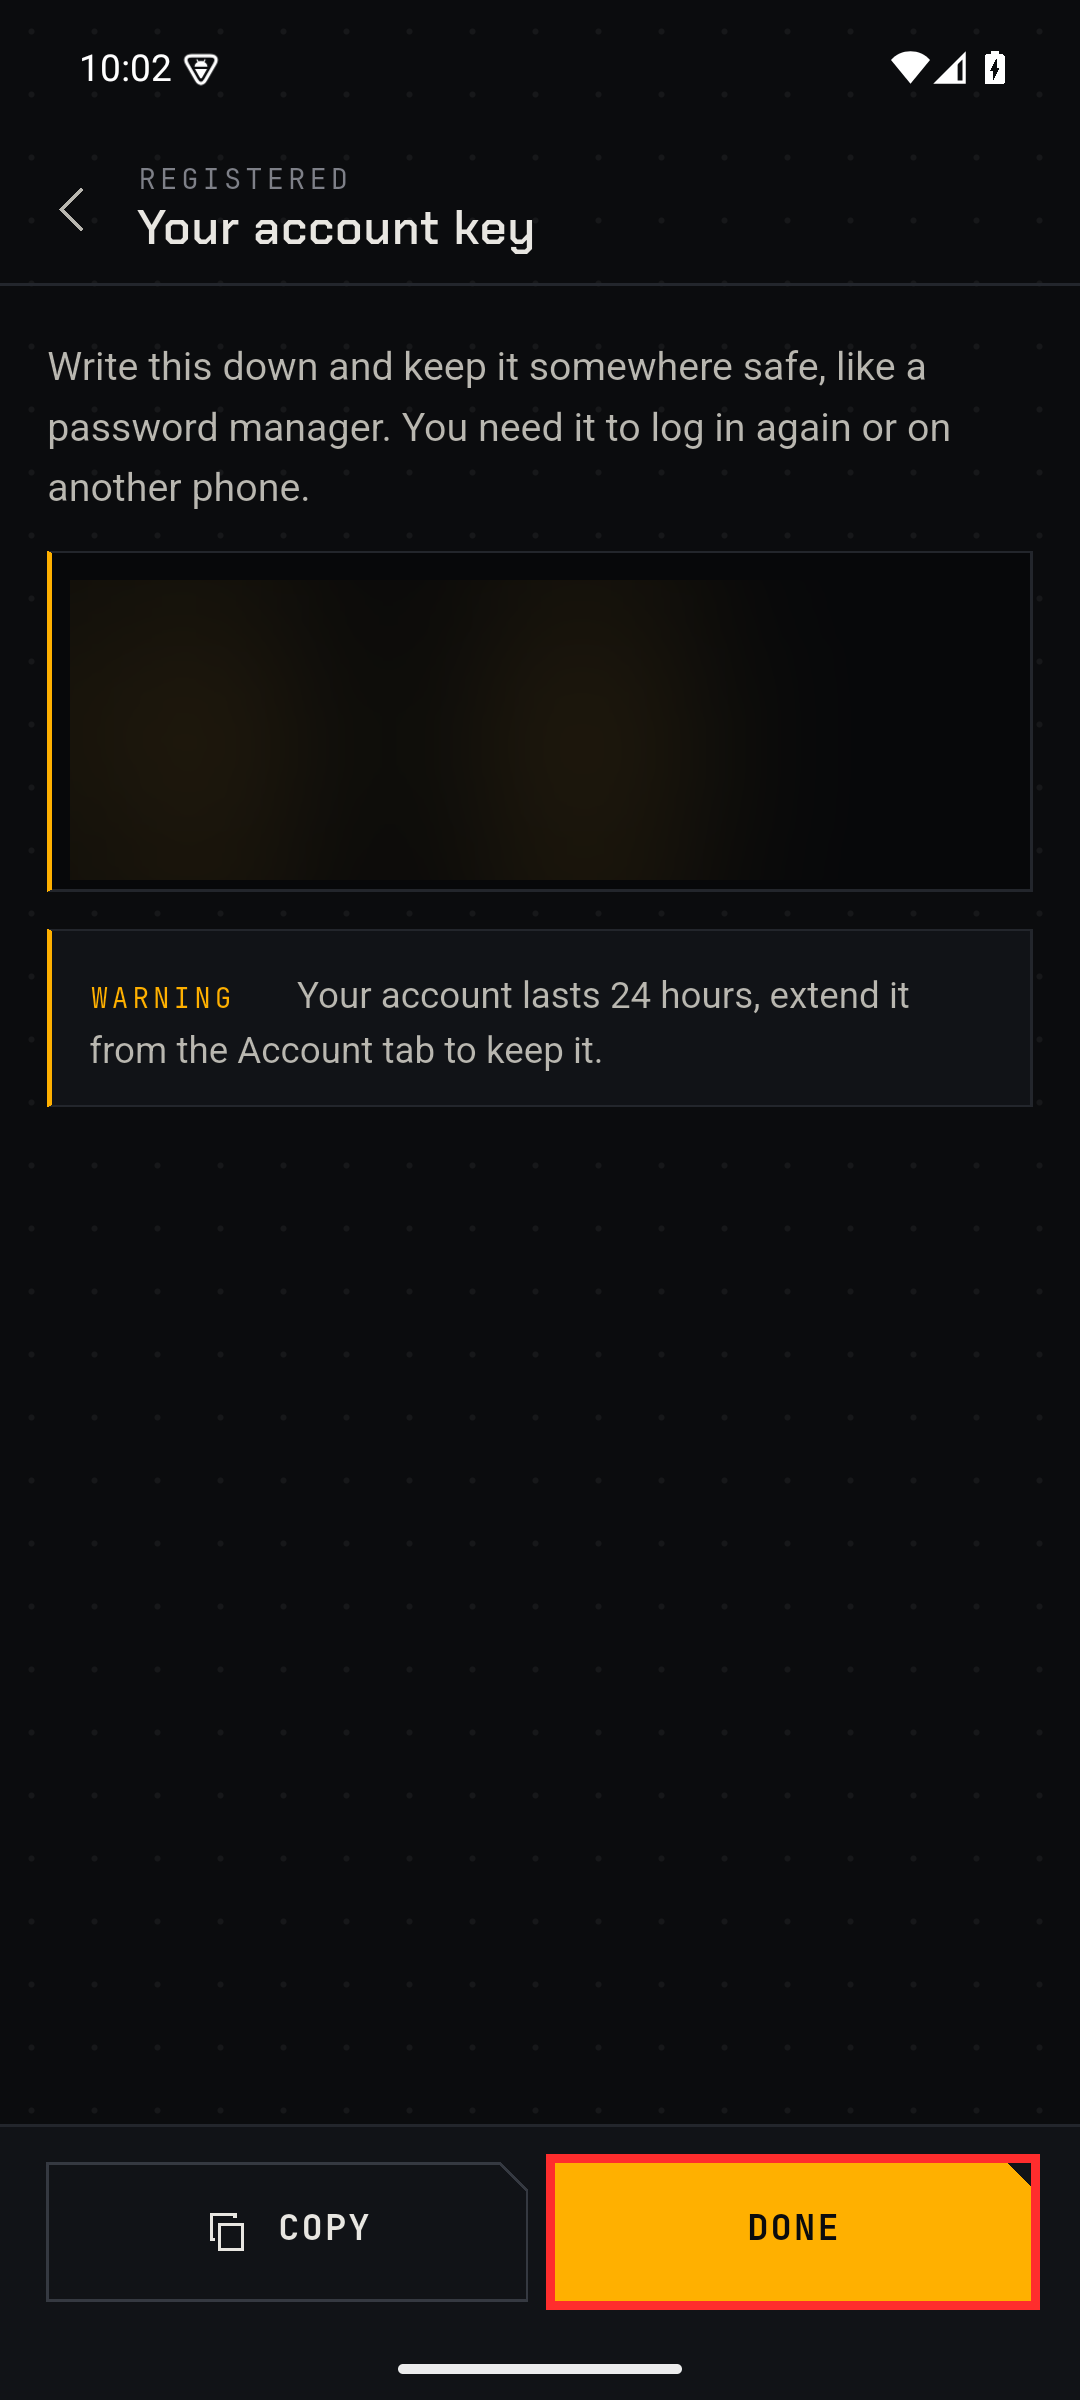 10:02
REGISTERED
Your account key
Write this down and keep it somewhere safe, like a
password manager. You need it to log in again or on
another phone.
WARNING Your account lasts 24 hours, extend it
from the Account tab to keep it.
COPY
DONE